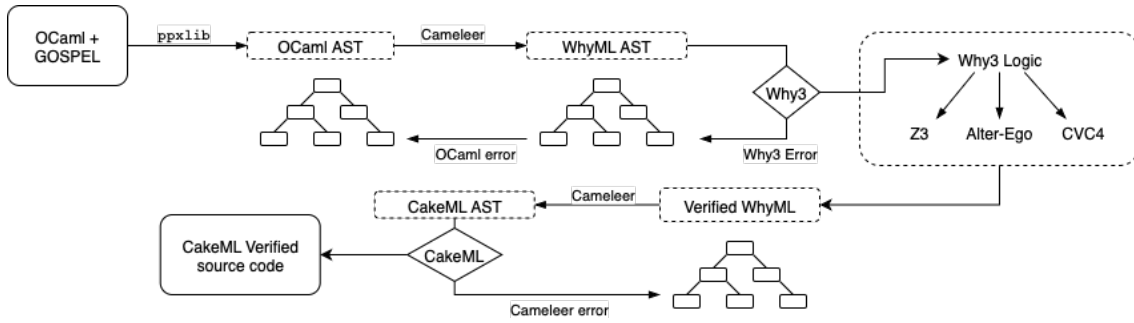 OCaml +
GOSPEL
ppxlib
OCaml AST
Cameleer
WhyML AST
Why3
Why3 Logic
Z3
Alter-Ego
CVC4
OCaml error
Why3 Error
CakeML AST
Cameleer
Verified WhyML
CakeML Verified
source code
CakeML
Cameleer error